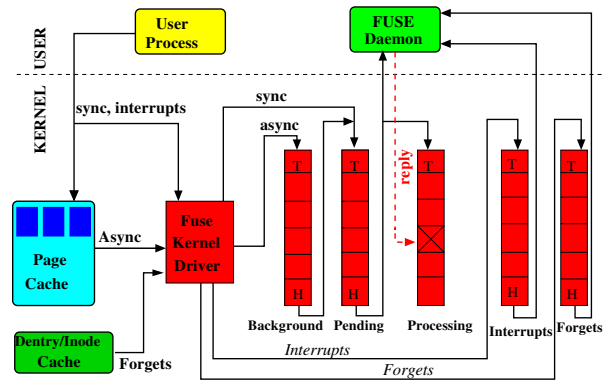 User
Process
FUSE
Daemon
USER
KERNEL
sync, interrupts
sync
async
reply
T
T
T
T
T
Fuse
Kernel
Driver
Async
Page
Cache
H
H
H
H
Background
Pending
Processing
Interrupts
Forgets
Dentry/Inode
Cache
Forgets
Interrupts
Forgets